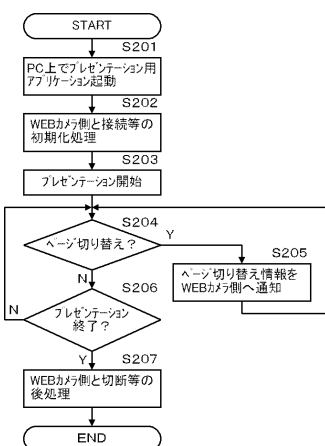 START
S201
PC上でプレゼンテーション用
アプリケーション起動
S202
WEBカメラ側と接続等の
初期化処理
S203
プレゼンテーション開始
S204
ページ切り替え?
Y
S205
ページ切り替え情報を
WEBカメラ側へ通知
N
S206
プレゼンテーション
終了?
N
Y
S207
WEBカメラ側と切断等の
後処理
END